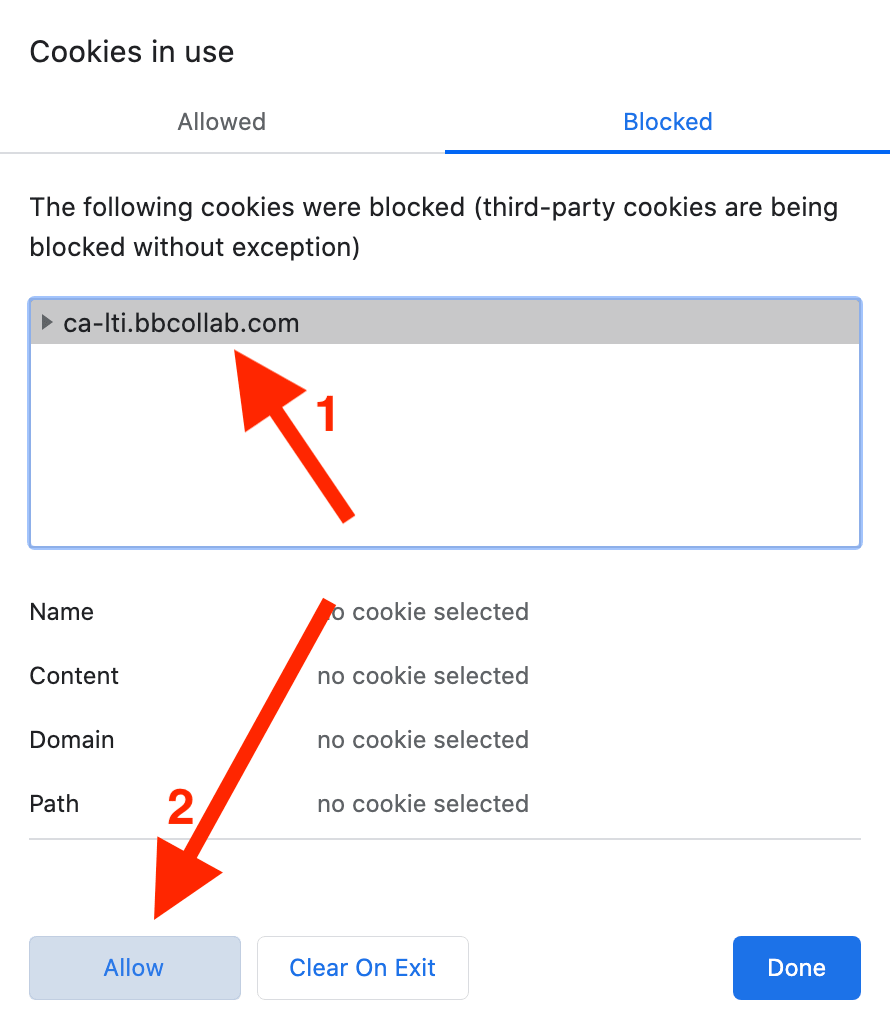 Cookies in use
Allowed
Blocked
The following cookies were blocked (third-party cookies are being
blocked without exception)
ca-lti.bbcollab.com
1
Name
no cookie selected
Content
no cookie selected
Domain
no cookie selected
Path
no cookie selected
2
Allow
Clear On Exit
Done